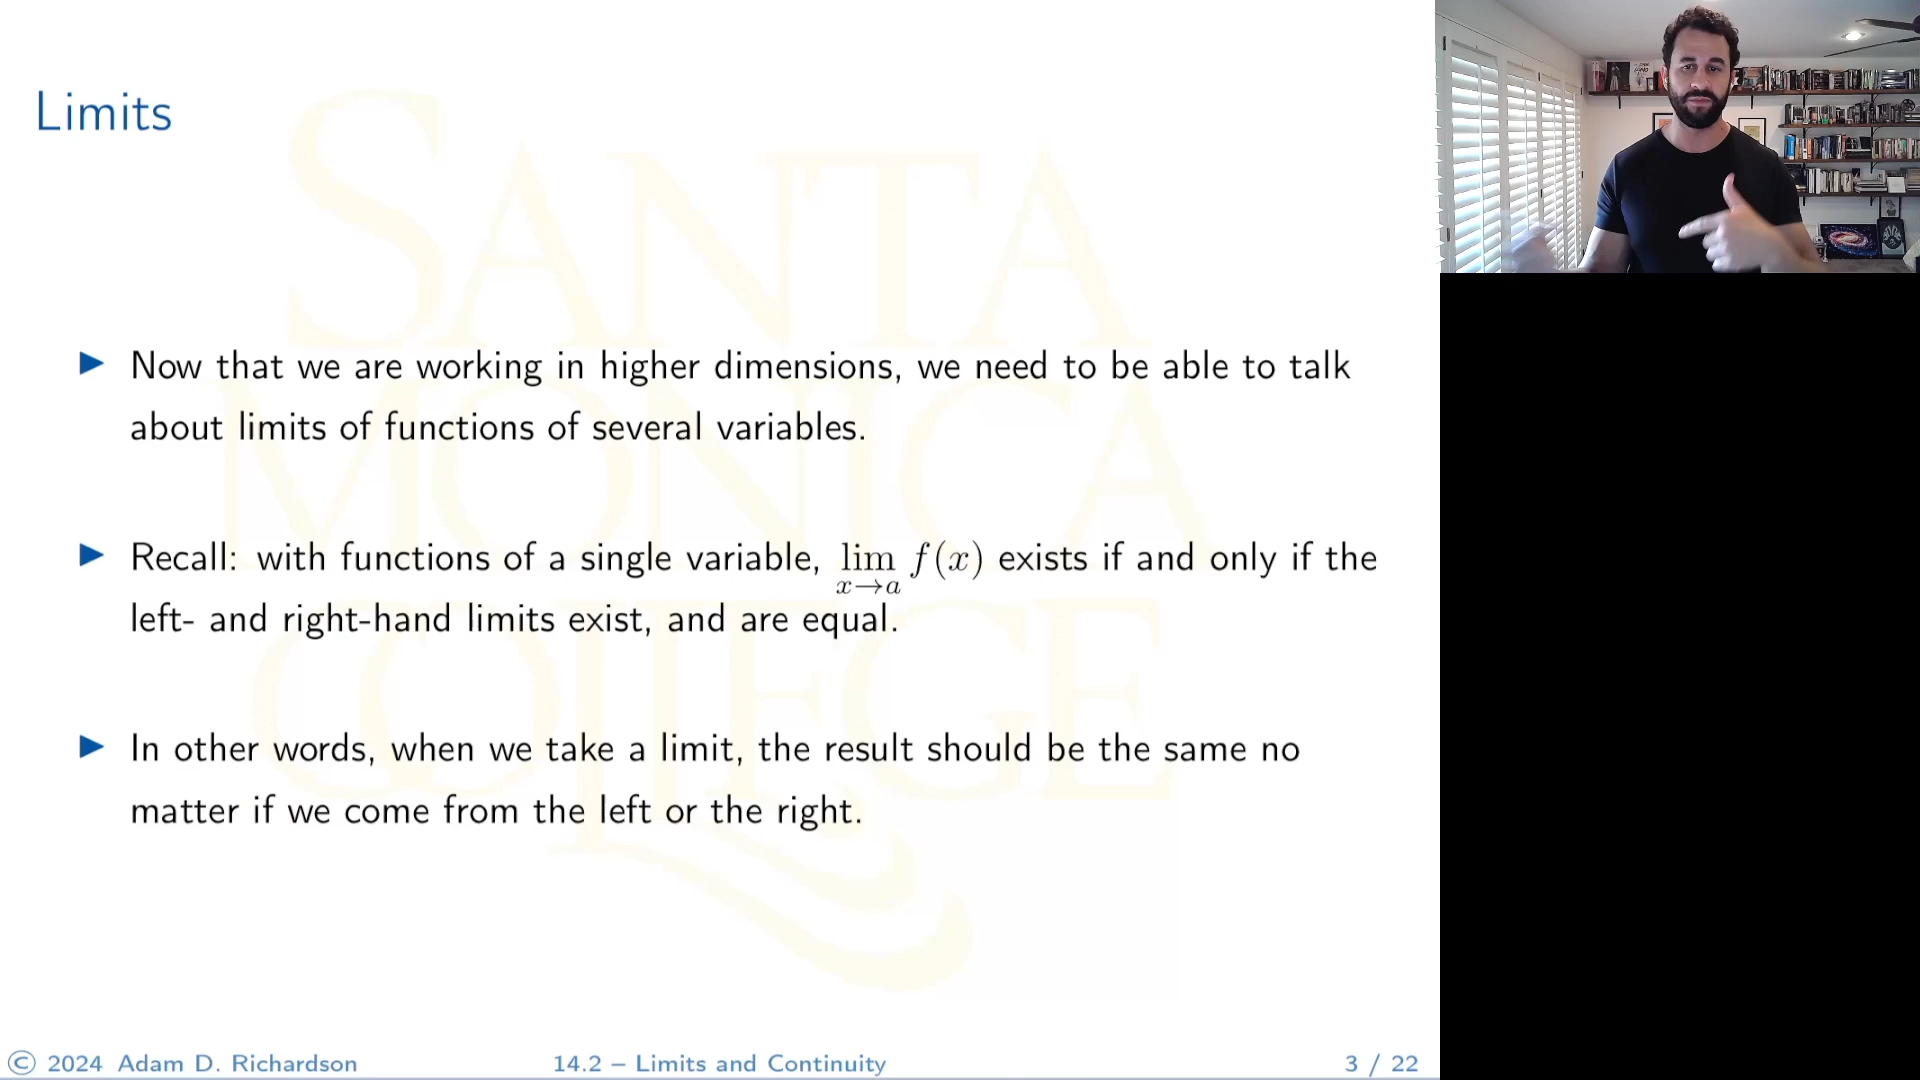 Limits
▶ Now that we are working in higher dimensions, we need to be able to talk
about limits of functions of several variables.
▶ Recall: with functions of a single variable, lim x→a f(x) exists if and only if the
left- and right-hand limits exist, and are equal.
▶ In other words, when we take a limit, the result should be the same no
matter if we come from the left or the right.
SANTA
MONICA
COLLEGE
© 2024 Adam D. Richardson
14.2 – Limits and Continuity
3 / 22